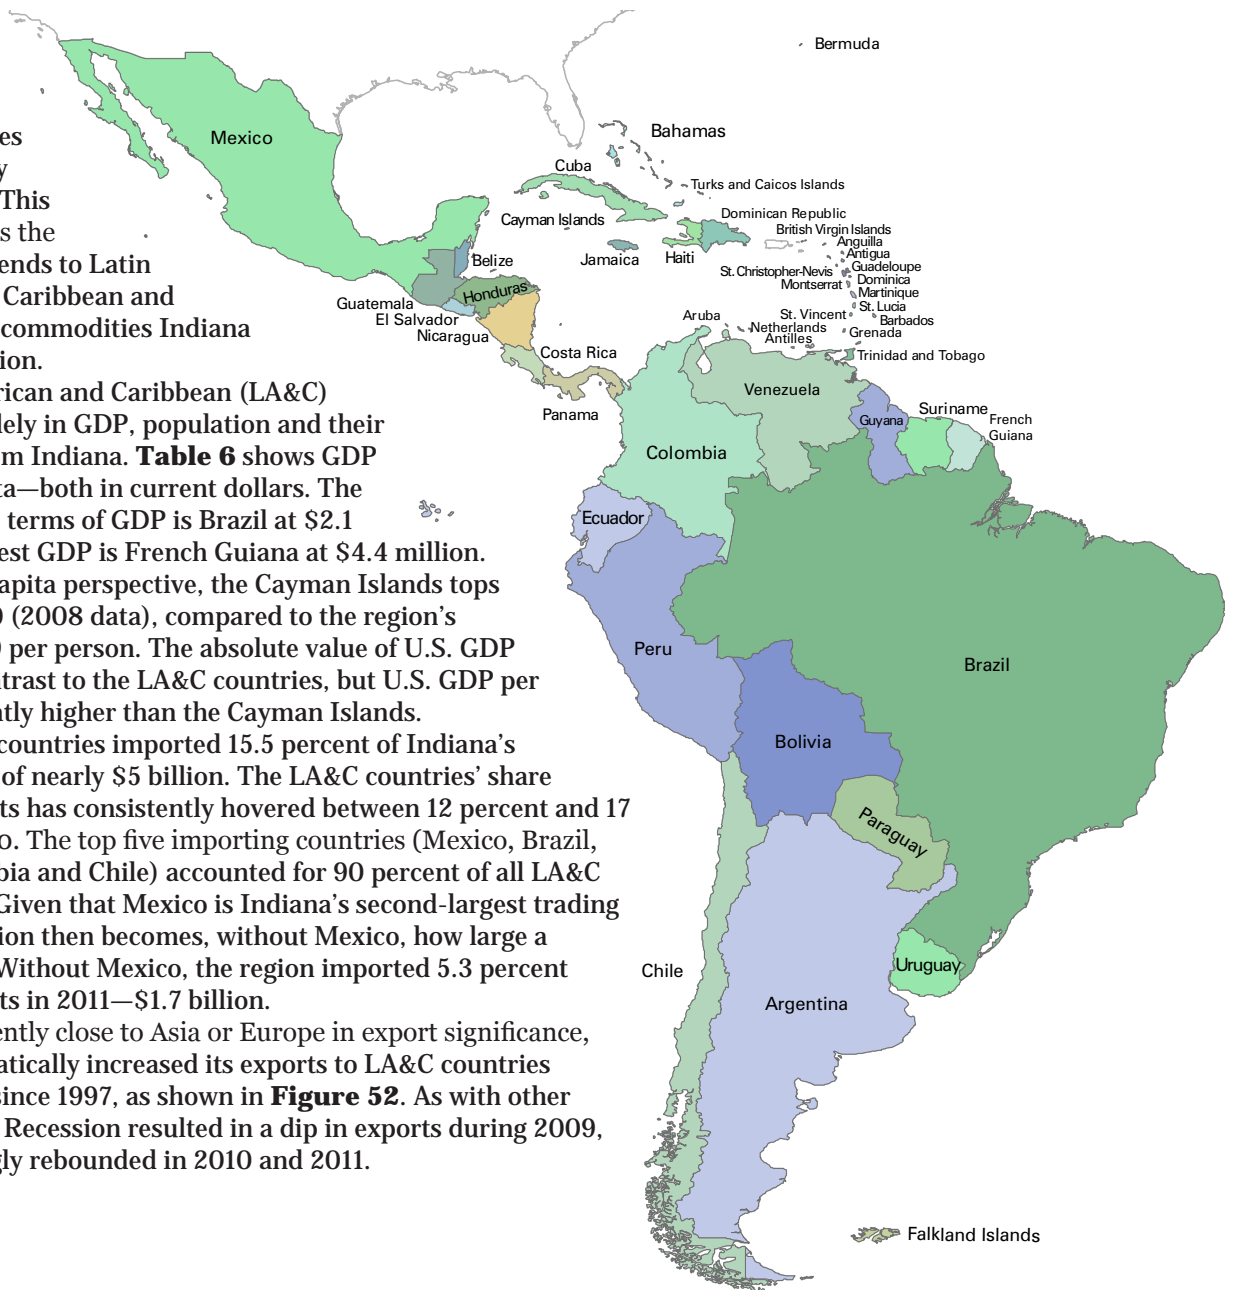 es
y
This
s the
ends to Latin
Caribbean and
commodities Indiana
ion.
rican and Caribbean (LA&C)
lely in GDP, population and their
m Indiana. Table 6 shows GDP
ta—both in current dollars. The
terms of GDP is Brazil at $2.1
est GDP is French Guiana at $4.4 million.
apita perspective, the Cayman Islands tops
0 (2008 data), compared to the region's
0 per person. The absolute value of U.S. GDP
ntrast to the LA&C countries, but U.S. GDP per
ntly higher than the Cayman Islands.
countries imported 15.5 percent of Indiana's
of nearly $5 billion. The LA&C countries' share
ts has consistently hovered between 12 percent and 17
o. The top five importing countries (Mexico, Brazil,
bia and Chile) accounted for 90 percent of all LA&C
Given that Mexico is Indiana's second-largest trading
ion then becomes, without Mexico, how large a
Without Mexico, the region imported 5.3 percent
ts in 2011—$1.7 billion.
ently close to Asia or Europe in export significance,
atically increased its exports to LA&C countries
since 1997, as shown in Figure 52. As with other
Recession resulted in a dip in exports during 2009,
gly rebounded in 2010 and 2011.
Bermuda
Mexico
Bahamas
Cuba
Turks and Caicos Islands
Cayman Islands
Dominican Republic
British Virgin Islands
Anguilla
Antigua
Jamaica
Haiti
Belize
St. Christopher-Nevis
Guadeloupe
Montserrat
Dominica
Martinique
Honduras
Guatemala
El Salvador
Nicaragua
St. Lucia
St. Vincent
Barbados
Aruba
Netherlands
Antilles
Grenada
Trinidad and Tobago
Costa Rica
Panama
Venezuela
Guyana
Suriname
French
Guiana
Colombia
Ecuador
Peru
Brazil
Bolivia
Paraguay
Chile
Uruguay
Argentina
Falkland Islands